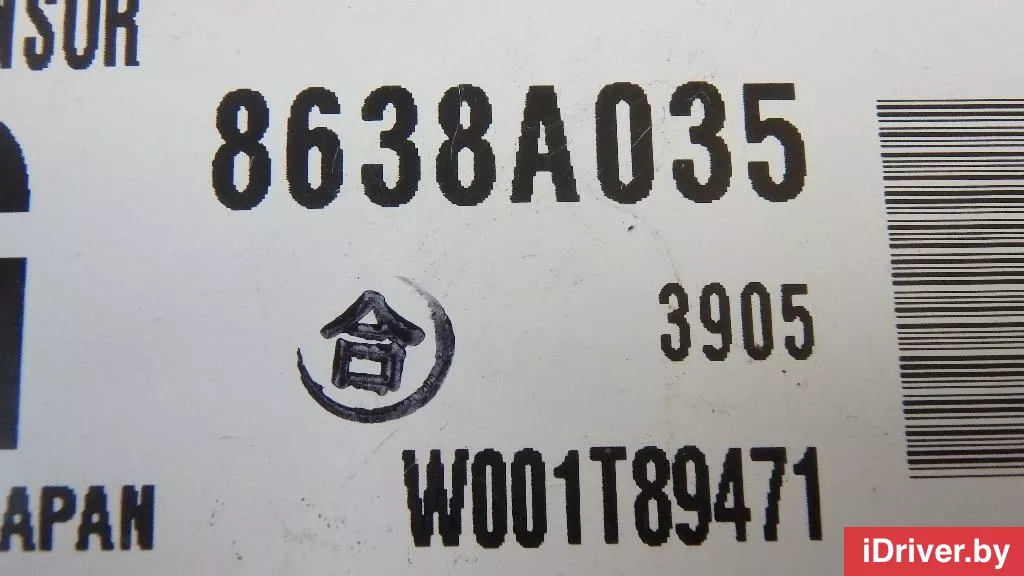 NSOR
8638A035
合
3905
W001T89471
APAN
iDriver.by